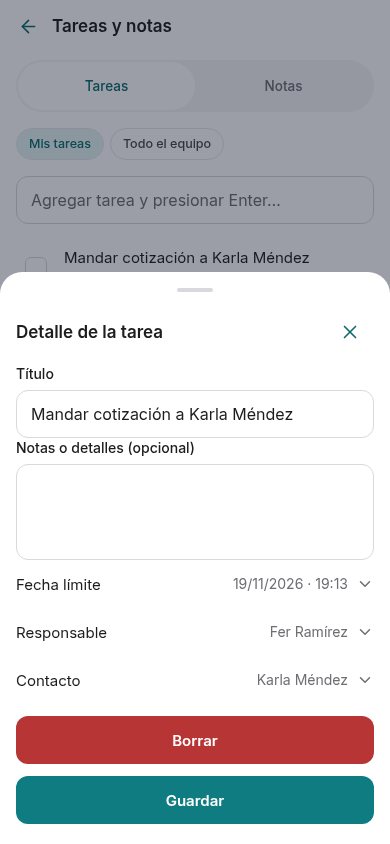 Tareas y notas
Tareas
Notas
Mis tareas
Todo el equipo
Agregar tarea y presionar Enter...
Mandar cotización a Karla Méndez
Detalle de la tarea
Título
Mandar cotización a Karla Méndez
Notas o detalles (opcional)
Fecha límite
19/11/2026 · 19:13
Responsable
Fer Ramírez
Contacto
Karla Méndez
Borrar
Guardar